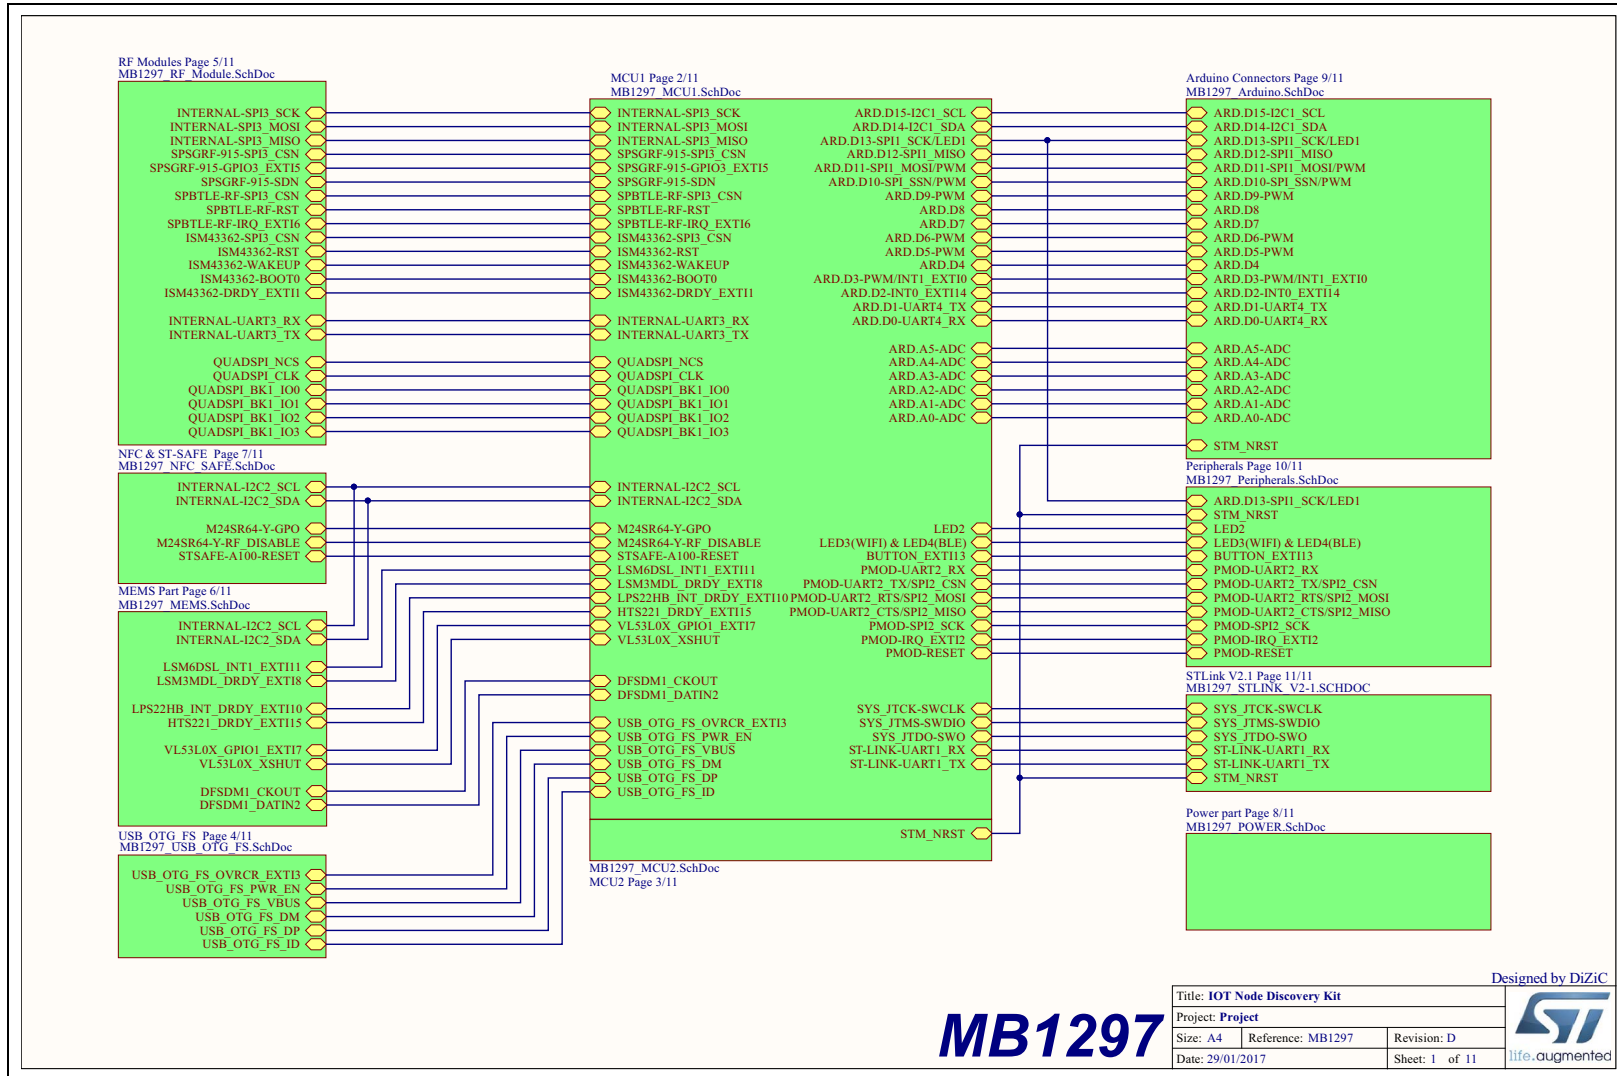 RF Modules Page 5/11
MB1297_RF_Module.SchDoc
INTERNAL-SPI3_SCK
INTERNAL-SPI3_MOSI
INTERNAL-SPI3_MISO
SPSGRF-915-SPI3_CSN
SPSGRF-915-GPIO3_EXTI5
SPSGRF-915-SDN
SPBTLE-RF-SPI3_CSN
SPBTLE-RF-RST
SPBTLE-RF-IRQ_EXTI6
ISM43362-SPI3_CSN
ISM43362-RST
ISM43362-WAKEUP
ISM43362-BOOT0
ISM43362-DRDY_EXTI1
INTERNAL-UART3_RX
INTERNAL-UART3_TX
QUADSPI_NCS
QUADSPI_CLK
QUADSPI_BK1_IO0
QUADSPI_BK1_IO1
QUADSPI_BK1_IO2
QUADSPI_BK1_IO3
NFC & ST-SAFE Page 7/11
MB1297_NFC_SAFE.SchDoc
INTERNAL-I2C2_SCL
INTERNAL-I2C2_SDA
M24SR64-Y-GPO
M24SR64-Y-RF_DISABLE
STSAFE-A100-RESET
MEMS Part Page 6/11
MB1297_MEMS.SchDoc
INTERNAL-I2C2_SCL
INTERNAL-I2C2_SDA
LSM6DSL_INT1_EXTI11
LSM3MDL_DRDY_EXTI8
LPS22HB_INT_DRDY_EXTI10
HTS221_DRDY_EXTI15
VL53L0X_GPIO1_EXTI7
VL53L0X_XSHUT
DFSDM1_CKOUT
DFSDM1_DATIN2
USB_OTG_FS Page 4/11
MB1297_USB_OTG_FS.SchDoc
USB_OTG_FS_OVRCR_EXTI3
USB_OTG_FS_PWR_EN
USB_OTG_FS_VBUS
USB_OTG_FS_DM
USB_OTG_FS_DP
USB_OTG_FS_ID
MCU1 Page 2/11
MB1297_MCU1.SchDoc
INTERNAL-SPI3_SCK
INTERNAL-SPI3_MOSI
INTERNAL-SPI3_MISO
SPSGRF-915-SPI3_CSN
SPSGRF-915-GPIO3_EXTI5
SPSGRF-915-SDN
SPBTLE-RF-SPI3_CSN
SPBTLE-RF-RST
SPBTLE-RF-IRQ_EXTI6
ISM43362-SPI3_CSN
ISM43362-RST
ISM43362-WAKEUP
ISM43362-BOOT0
ISM43362-DRDY_EXTI1
INTERNAL-UART3_RX
INTERNAL-UART3_TX
QUADSPI_NCS
QUADSPI_CLK
QUADSPI_BK1_IO0
QUADSPI_BK1_IO1
QUADSPI_BK1_IO2
QUADSPI_BK1_IO3
INTERNAL-I2C2_SCL
INTERNAL-I2C2_SDA
M24SR64-Y-GPO
M24SR64-Y-RF_DISABLE
STSAFE-A100-RESET
LSM6DSL_INT1_EXTI11
LSM3MDL_DRDY_EXTI8
LPS22HB_INT_DRDY_EXTI10
HTS221_DRDY_EXTI15
VL53L0X_GPIO1_EXTI7
VL53L0X_XSHUT
DFSDM1_CKOUT
DFSDM1_DATIN2
USB_OTG_FS_OVRCR_EXTI3
USB_OTG_FS_PWR_EN
USB_OTG_FS_VBUS
USB_OTG_FS_DM
USB_OTG_FS_DP
USB_OTG_FS_ID
ARD.D15-I2C1_SCL
ARD.D14-I2C1_SDA
ARD.D13-SPI1_SCK/LED1
ARD.D12-SPI1_MISO
ARD.D11-SPI1_MOSI/PWM
ARD.D10-SPI_SSN/PWM
ARD.D9-PWM
ARD.D8
ARD.D7
ARD.D6-PWM
ARD.D5-PWM
ARD.D4
ARD.D3-PWM/INT1_EXTI0
ARD.D2-INT0_EXTI14
ARD.D1-UART4_TX
ARD.D0-UART4_RX
ARD.A5-ADC
ARD.A4-ADC
ARD.A3-ADC
ARD.A2-ADC
ARD.A1-ADC
ARD.A0-ADC
LED2
LED3(WIFI) & LED4(BLE)
BUTTON_EXTI13
PMOD-UART2_RX
PMOD-UART2_TX/SPI2_CSN
PMOD-UART2_RTS/SPI2_MOSI
PMOD-UART2_CTS/SPI2_MISO
PMOD-SPI2_SCK
PMOD-IRQ_EXTI2
PMOD-RESET
SYS_JTCK-SWCLK
SYS_JTMS-SWDIO
SYS_JTDO-SWO
ST-LINK-UART1_RX
ST-LINK-UART1_TX
STM_NRST
MB1297_MCU2.SchDoc
MCU2 Page 3/11
Arduino Connectors Page 9/11
MB1297_Arduino.SchDoc
ARD.D15-I2C1_SCL
ARD.D14-I2C1_SDA
ARD.D13-SPI1_SCK/LED1
ARD.D12-SPI1_MISO
ARD.D11-SPI1_MOSI/PWM
ARD.D10-SPI_SSN/PWM
ARD.D9-PWM
ARD.D8
ARD.D7
ARD.D6-PWM
ARD.D5-PWM
ARD.D4
ARD.D3-PWM/INT1_EXTI0
ARD.D2-INT0_EXTI14
ARD.D1-UART4_TX
ARD.D0-UART4_RX
ARD.A5-ADC
ARD.A4-ADC
ARD.A3-ADC
ARD.A2-ADC
ARD.A1-ADC
ARD.A0-ADC
STM_NRST
Peripherals Page 10/11
MB1297_Peripherals.SchDoc
ARD.D13-SPI1_SCK/LED1
STM_NRST
LED2
LED3(WIFI) & LED4(BLE)
BUTTON_EXTI13
PMOD-UART2_RX
PMOD-UART2_TX/SPI2_CSN
PMOD-UART2_RTS/SPI2_MOSI
PMOD-UART2_CTS/SPI2_MISO
PMOD-SPI2_SCK
PMOD-IRQ_EXTI2
PMOD-RESET
STLink V2.1 Page 11/11
MB1297_STLINK_V2-1.SCHDOC
SYS_JTCK-SWCLK
SYS_JTMS-SWDIO
SYS_JTDO-SWO
ST-LINK-UART1_RX
ST-LINK-UART1_TX
STM_NRST
Power part Page 8/11
MB1297_POWER.SchDoc
Designed by DiZiC
MB1297
Title: IOT Node Discovery Kit
Project: Project
Size: A4 Reference: MB1297 Revision: D
Date: 29/01/2017 Sheet: 1 of 11
ST
life.augmented